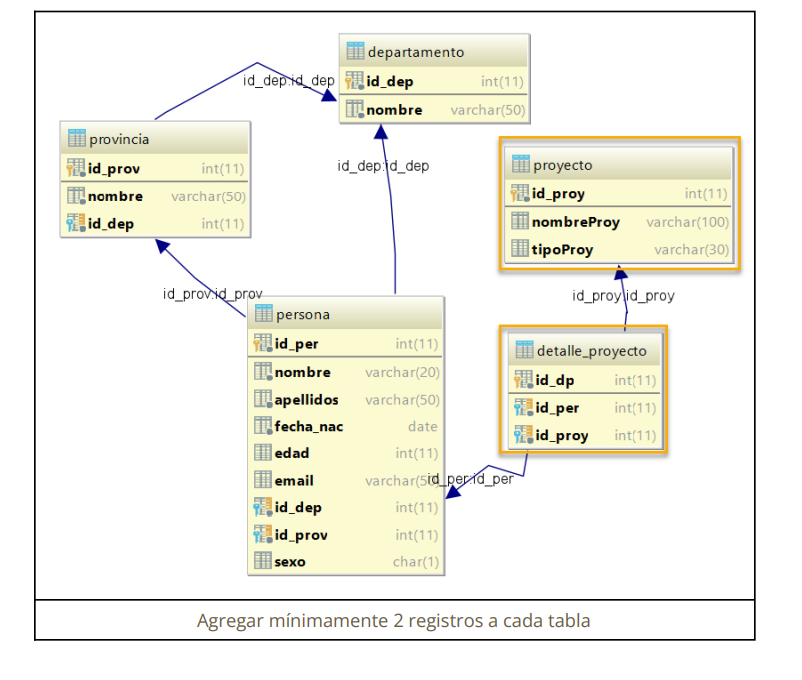 departamento
id_dep int(11)
nombre varchar(50)
id_dep:id_dep
provincia
id_prov int(11)
nombre varchar(50)
id_dep int(11)
id_dep:id_dep
proyecto
id_proy int(11)
nombreProy varchar(100)
tipoProy varchar(30)
id_prov:id_prov
id_proy:id_proy
persona
id_per int(11)
nombre varchar(20)
apellidos varchar(50)
fecha_nac date
edad int(11)
email varchar(50)
id_dep int(11)
id_prov int(11)
sexo char(1)
detalle_proyecto
id_dp int(11)
id_per int(11)
id_proy int(11)
id_per:id_per
Agregar mínimamente 2 registros a cada tabla